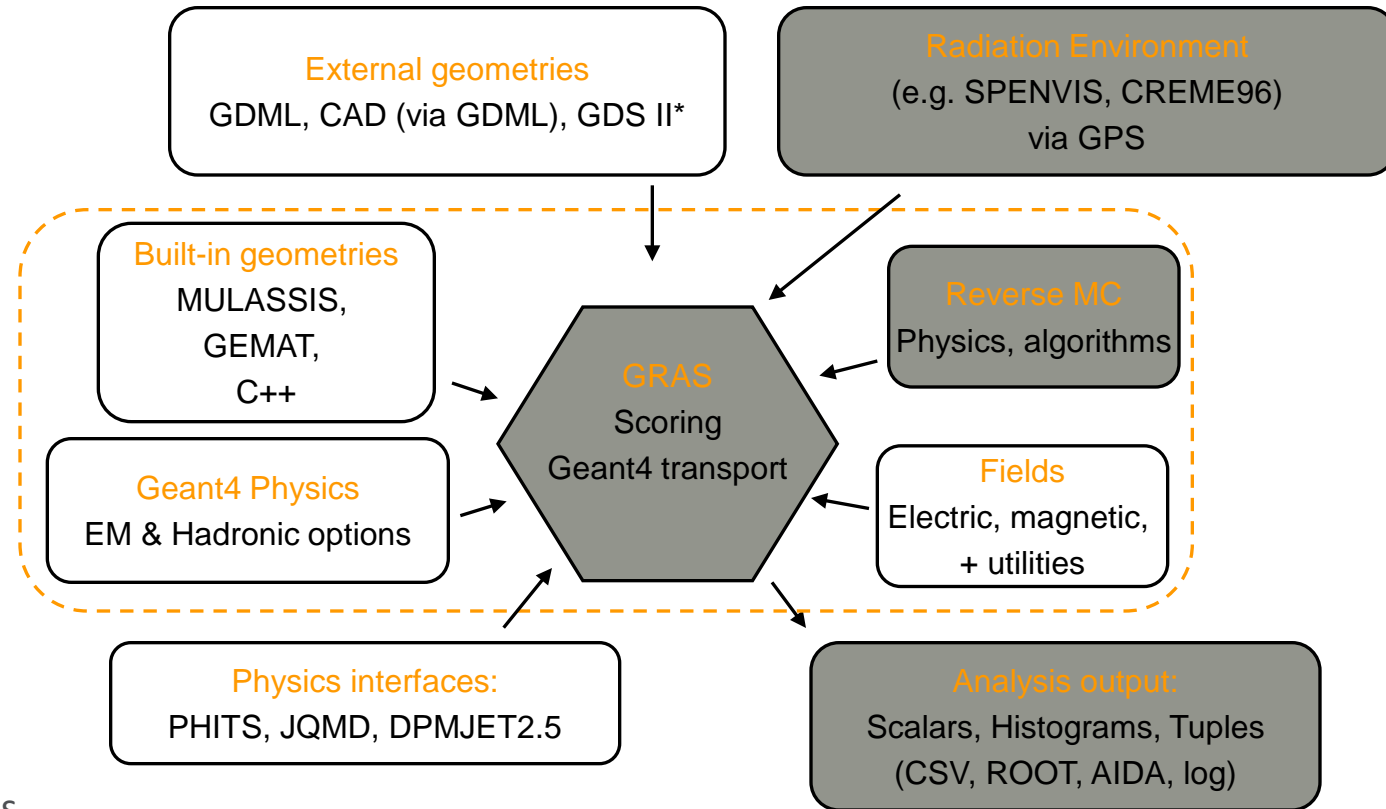 External geometries
GDML, CAD (via GDML), GDS II*
Radiation Environment
(e.g. SPENVIS, CREME96)
via GPS
Built-in geometries
MULASSIS,
GEMAT,
C++
Reverse MC
Physics, algorithms
GRAS
Scoring
Geant4 transport
Geant4 Physics
EM & Hadronic options
Fields
Electric, magnetic,
+ utilities
Physics interfaces:
PHITS, JQMD, DPMJET2.5
Analysis output:
Scalars, Histograms, Tuples
(CSV, ROOT, AIDA, log)
s